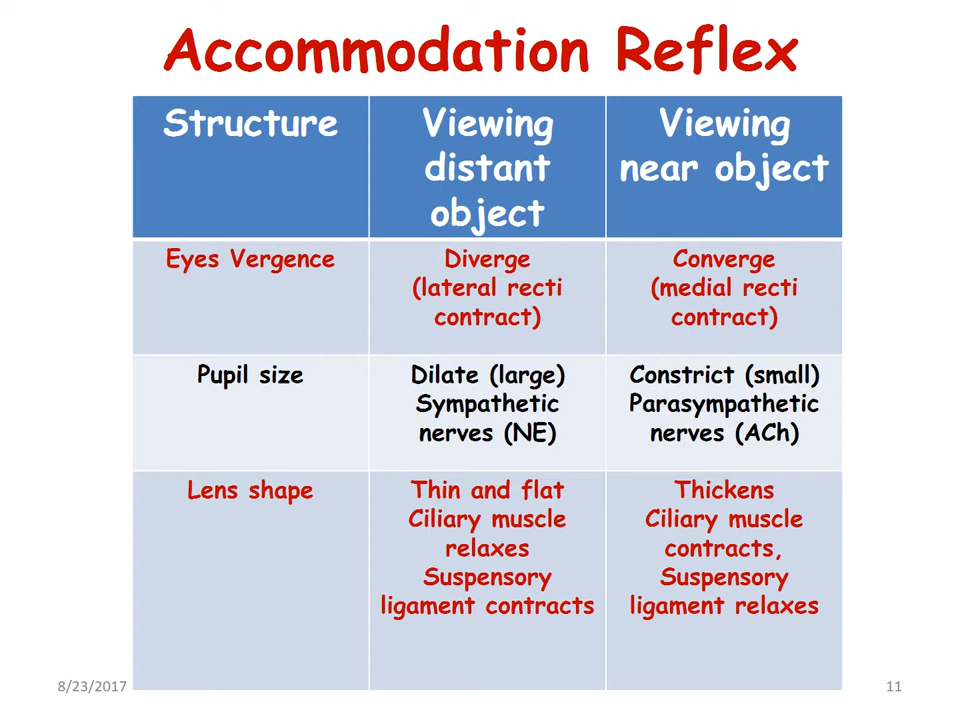 Accommodation Reflex
Structure
Viewing
distant
object
Viewing
near object
Eyes Vergence
Diverge
(lateral recti
contract)
Converge
(medial recti
contract)
Pupil size
Dilate (large)
Sympathetic
nerves (NE)
Constrict (small)
Parasympathetic
nerves (ACh)
Lens shape
Thin and flat
Ciliary muscle
relaxes
Suspensory
ligament contracts
Thickens
Ciliary muscle
contracts,
Suspensory
ligament relaxes
8/23/2017
11